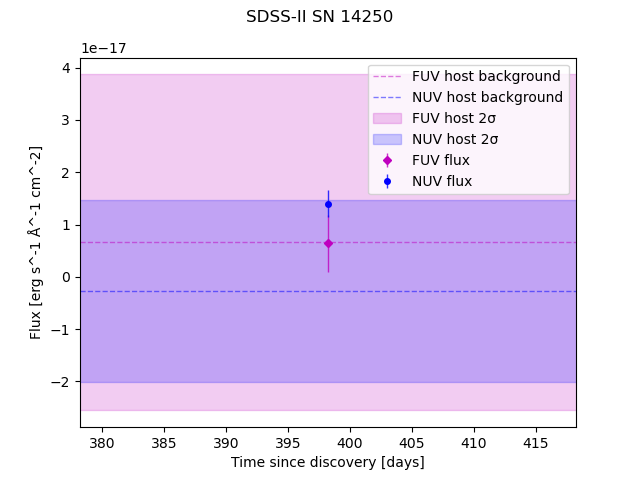 SDSS-II SN 14250
1e−17
FUV host background
NUV host background
FUV host 2σ
NUV host 2σ
FUV flux
NUV flux
4
3
2
1
0
−1
−2
Flux [erg s^-1 Å^-1 cm^-2]
380 385 390 395 400 405 410 415
Time since discovery [days]